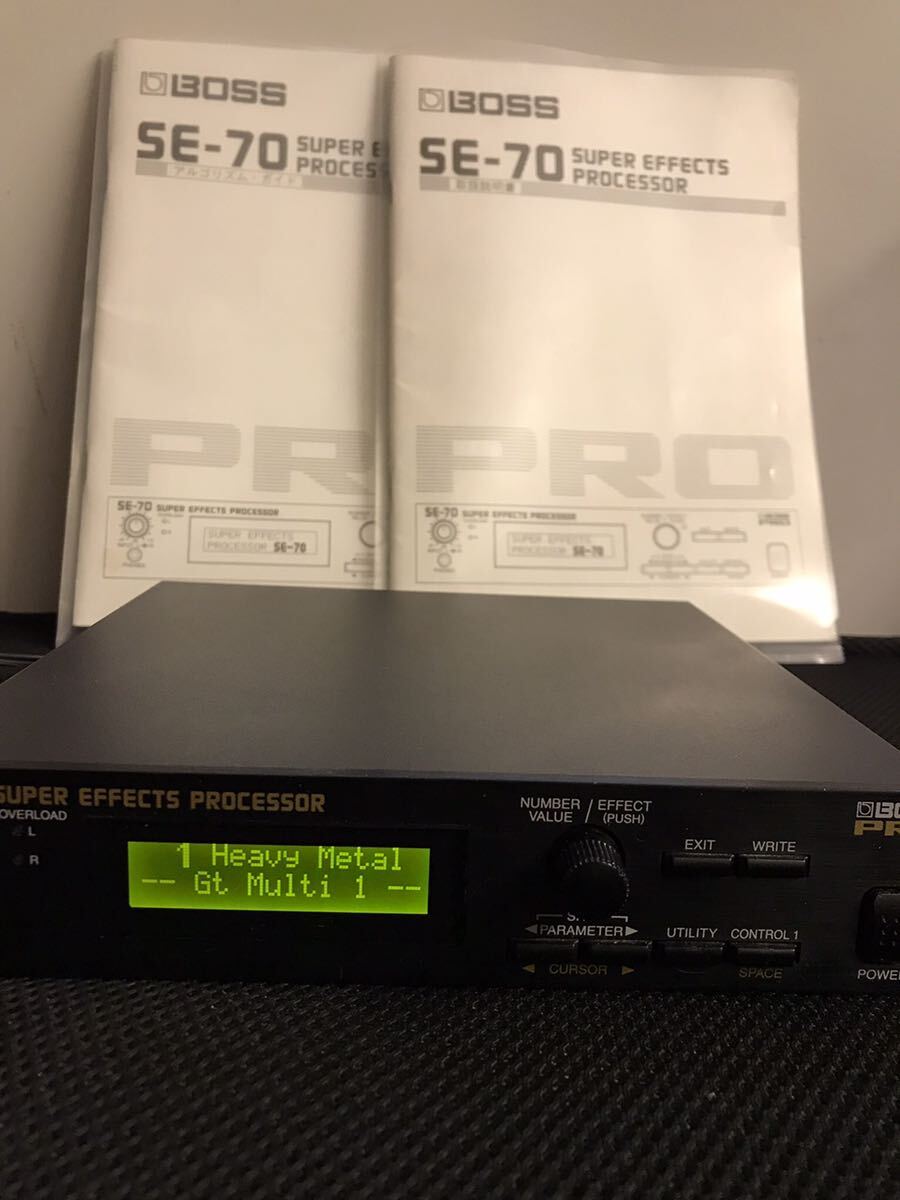 BOSS
SE-70 SUPER E
PROCESS
アルゴリズム・ガイド
PR
SE-70 SUPER EFFECTS PROCESSOR
SUPER EFFECTS
PROCESSOR SE-70
BOSS
SE-70 SUPER EFFECTS
PROCESSOR
取扱説明書
PRO
SE-70 SUPER EFFECTS PROCESSOR
SUPER EFFECTS
PROCESSOR SE-70
SUPER EFFECTS PROCESSOR
OVERLOAD
L
R
1 Heavy Metal
-- Gt Multi 1 --
NUMBER / EFFECT
VALUE (PUSH)
EXIT WRITE
PARAMETER
CURSOR
UTILITY CONTROL 1
SPACE
BO
PR
POWE